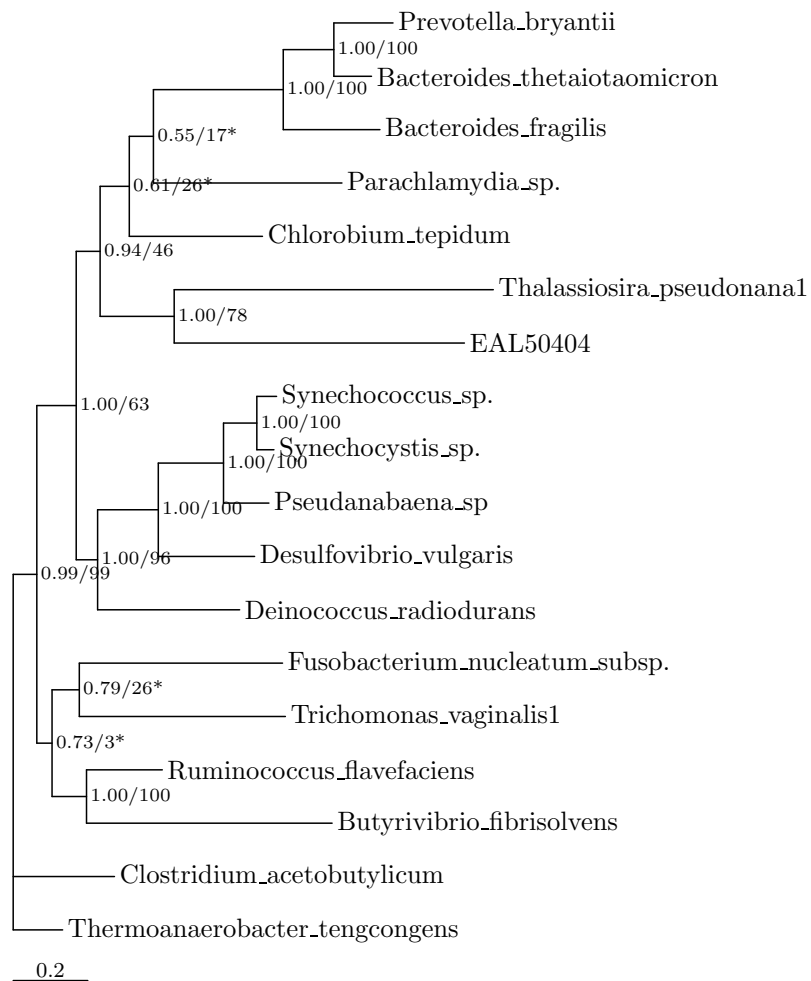 Prevotella_bryantii
1.00/100
Bacteroides_thetaiotaomicron
1.00/100
Bacteroides_fragilis
0.55/17*
Parachlamydia_sp.
0.61/26*
Chlorobium_tepidum
0.94/46
Thalassiosira_pseudonana1
1.00/78
EAL50404
Synechococcus_sp.
1.00/63
1.00/100
Synechocystis_sp.
1.00/100
Pseudanabaena_sp
1.00/100
Desulfovibrio_vulgaris
1.00/96
0.99/99
Deinococcus_radiodurans
Fusobacterium_nucleatum_subsp.
0.79/26*
Trichomonas_vaginalis1
0.73/3*
Ruminococcus_flavefaciens
1.00/100
Butyrivibrio_fibrisolvens
Clostridium_acetobutylicum
Thermoanaerobacter_tengcongens
0.2